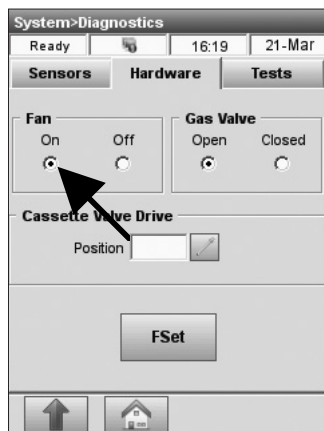 System>Diagnostics
Ready 16:19 21-Mar
Sensors Hardware Tests
Fan Gas Valve
On Off Open Closed
Cassette Valve Drive
Position
FSet